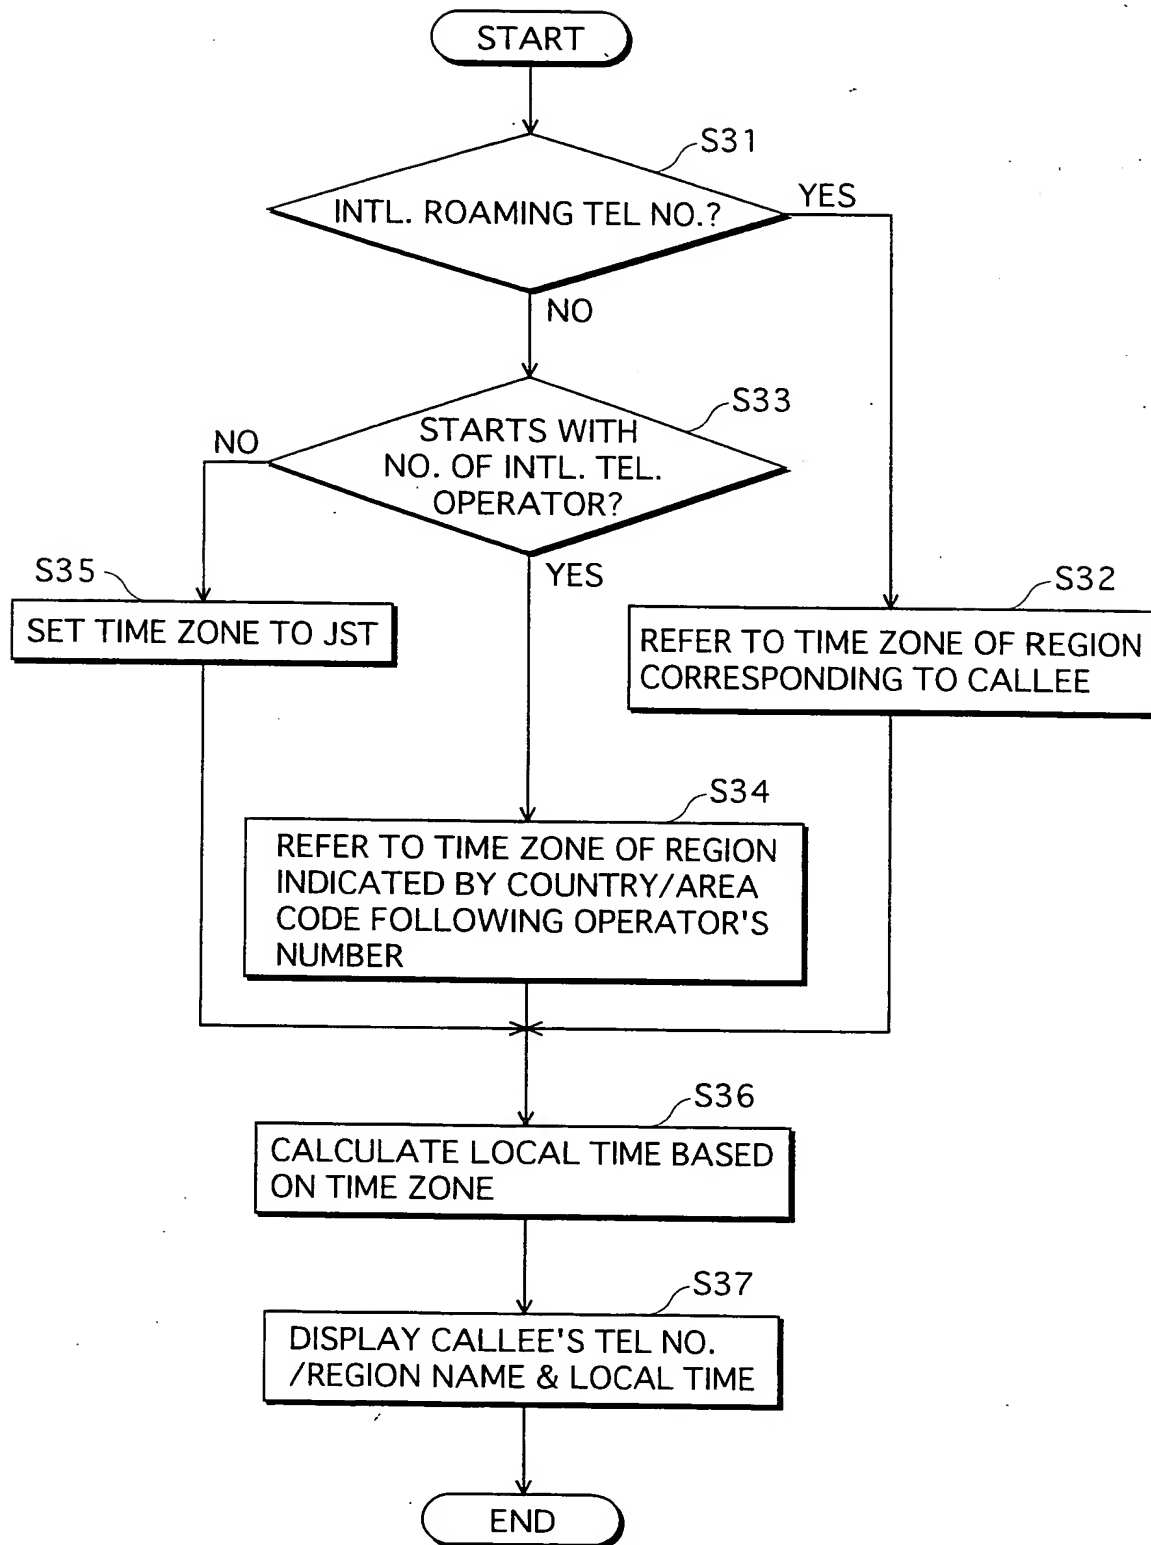 START
S31
INTL. ROAMING TEL NO.?
YES
NO
S33
STARTS WITH
NO. OF INTL. TEL.
OPERATOR?
NO
YES
S35
SET TIME ZONE TO JST
S32
REFER TO TIME ZONE OF REGION
CORRESPONDING TO CALLEE
S34
REFER TO TIME ZONE OF REGION
INDICATED BY COUNTRY/AREA
CODE FOLLOWING OPERATOR'S
NUMBER
S36
CALCULATE LOCAL TIME BASED
ON TIME ZONE
S37
DISPLAY CALLEE'S TEL NO.
/REGION NAME & LOCAL TIME
END